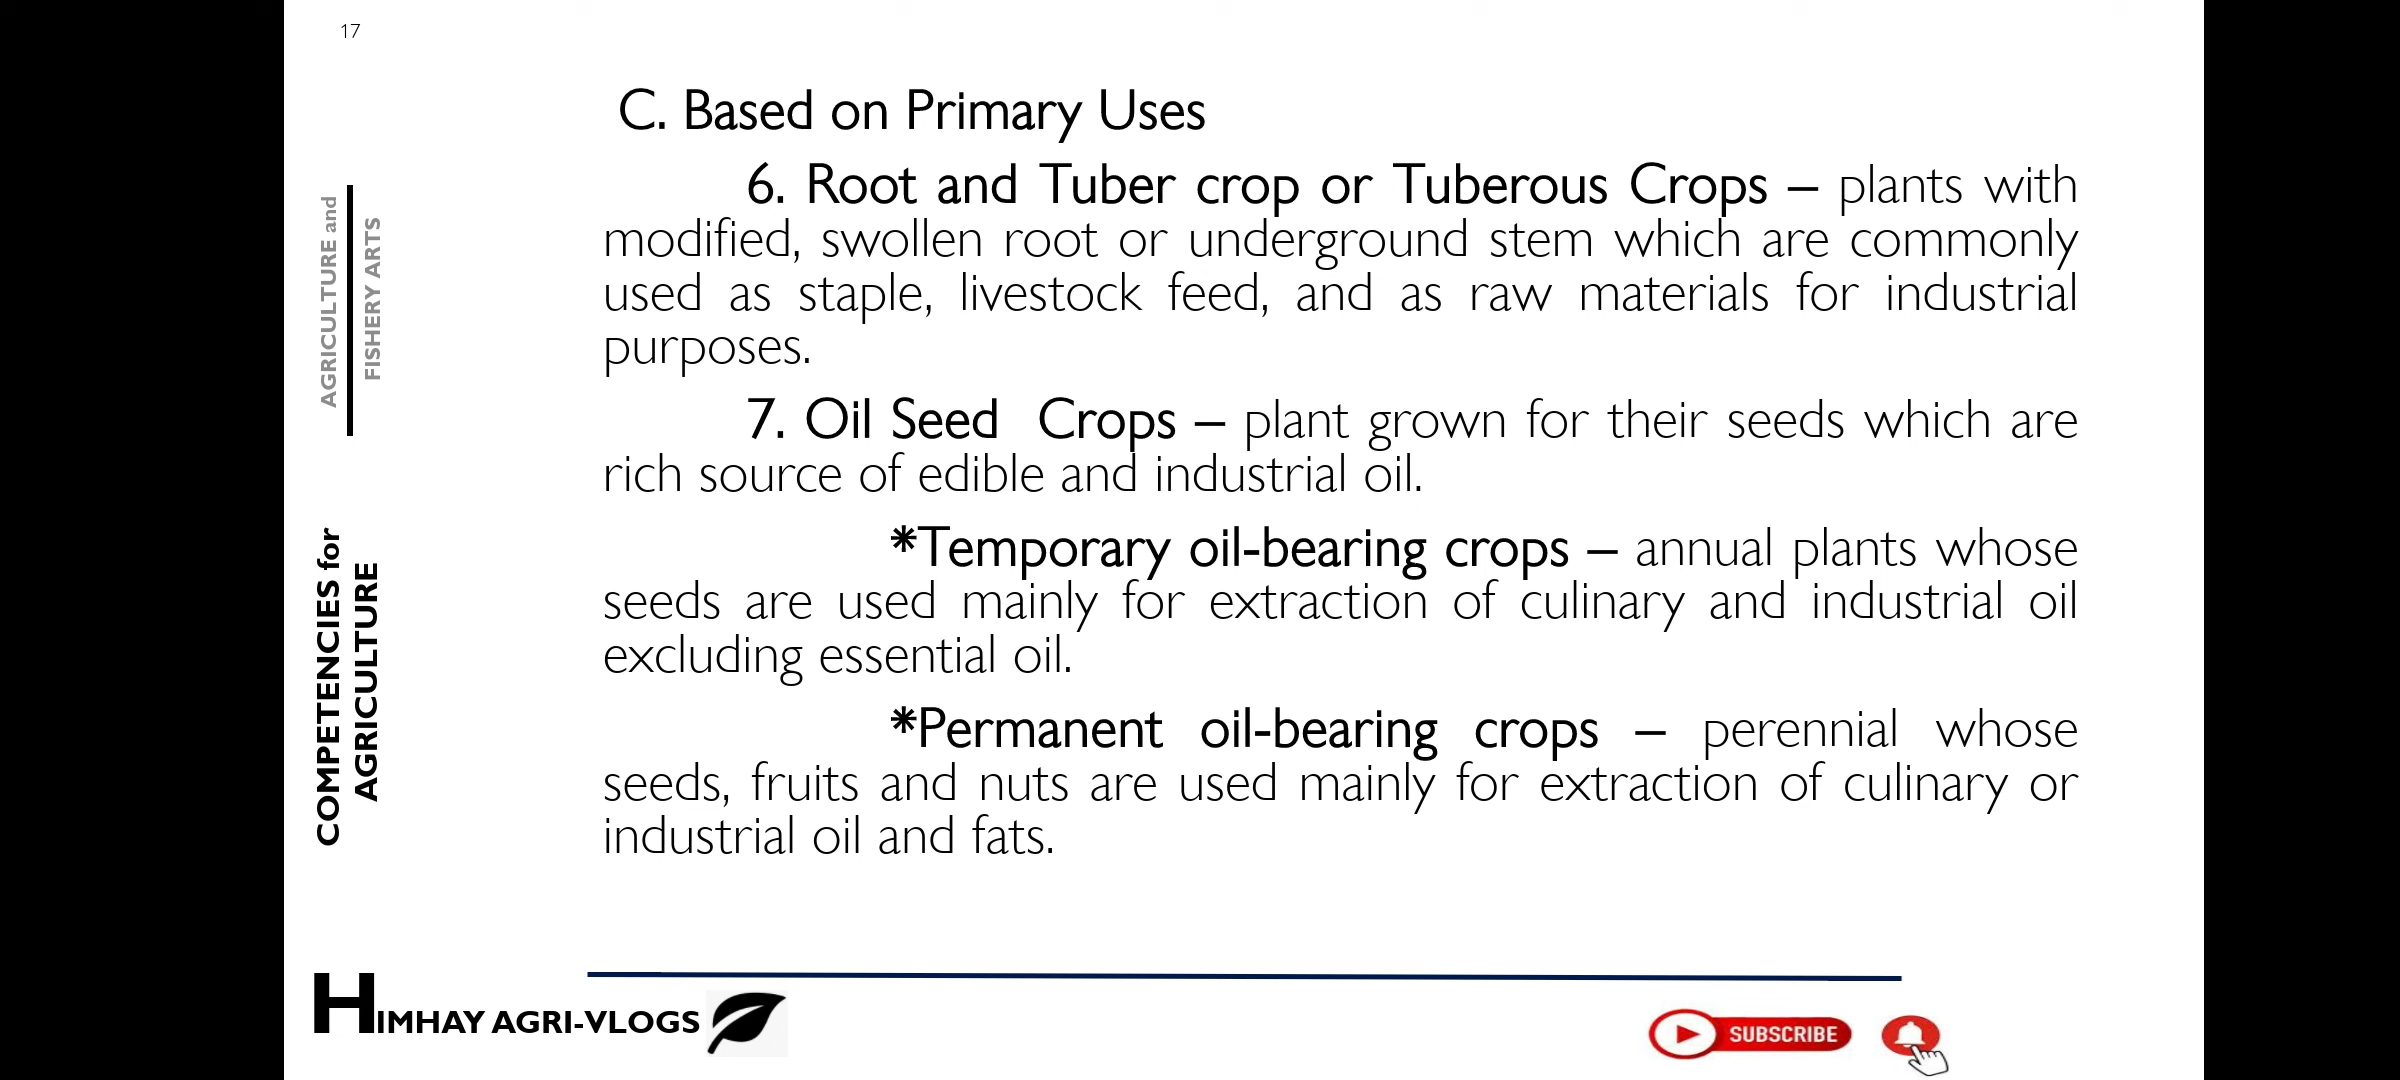 17
C. Based on Primary Uses
6. Root and Tuber crop or Tuberous Crops – plants with
modified, swollen root or underground stem which are commonly
used as staple, livestock feed, and as raw materials for industrial
purposes.
7. Oil Seed Crops – plant grown for their seeds which are
rich source of edible and industrial oil.
*Temporary oil-bearing crops – annual plants whose
seeds are used mainly for extraction of culinary and industrial oil
excluding essential oil.
*Permanent oil-bearing crops – perennial whose
seeds, fruits and nuts are used mainly for extraction of culinary or
industrial oil and fats.
AGRICULTURE and
FISHERY ARTS
COMPETENCIES for
AGRICULTURE
HIMHAY AGRI-VLOGS
SUBSCRIBE